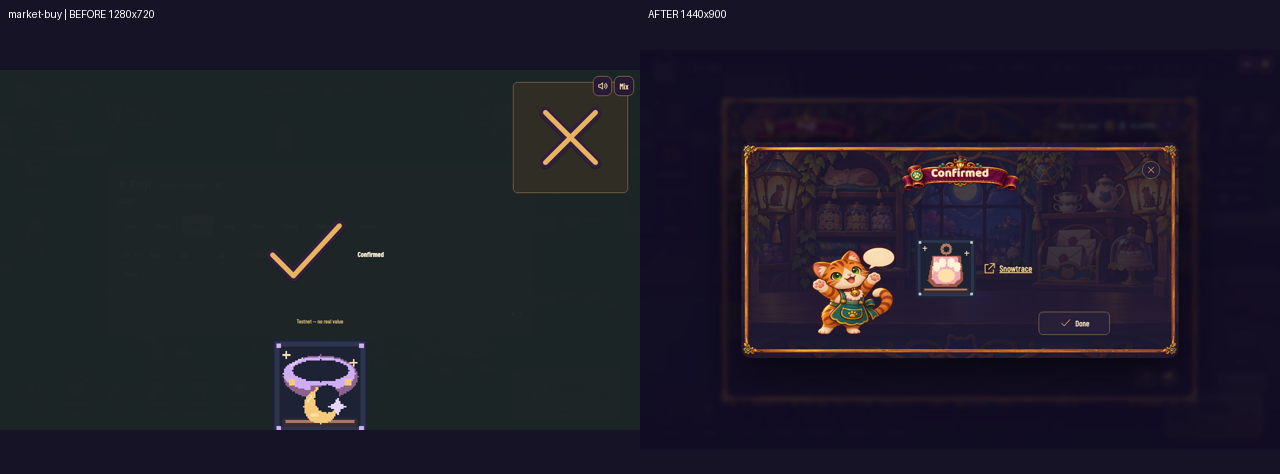 market-buy | BEFORE 1280x720
AFTER 1440x900
Mix
Confirmed
Testnet — no real value
Confirmed
Snowtrace
Done